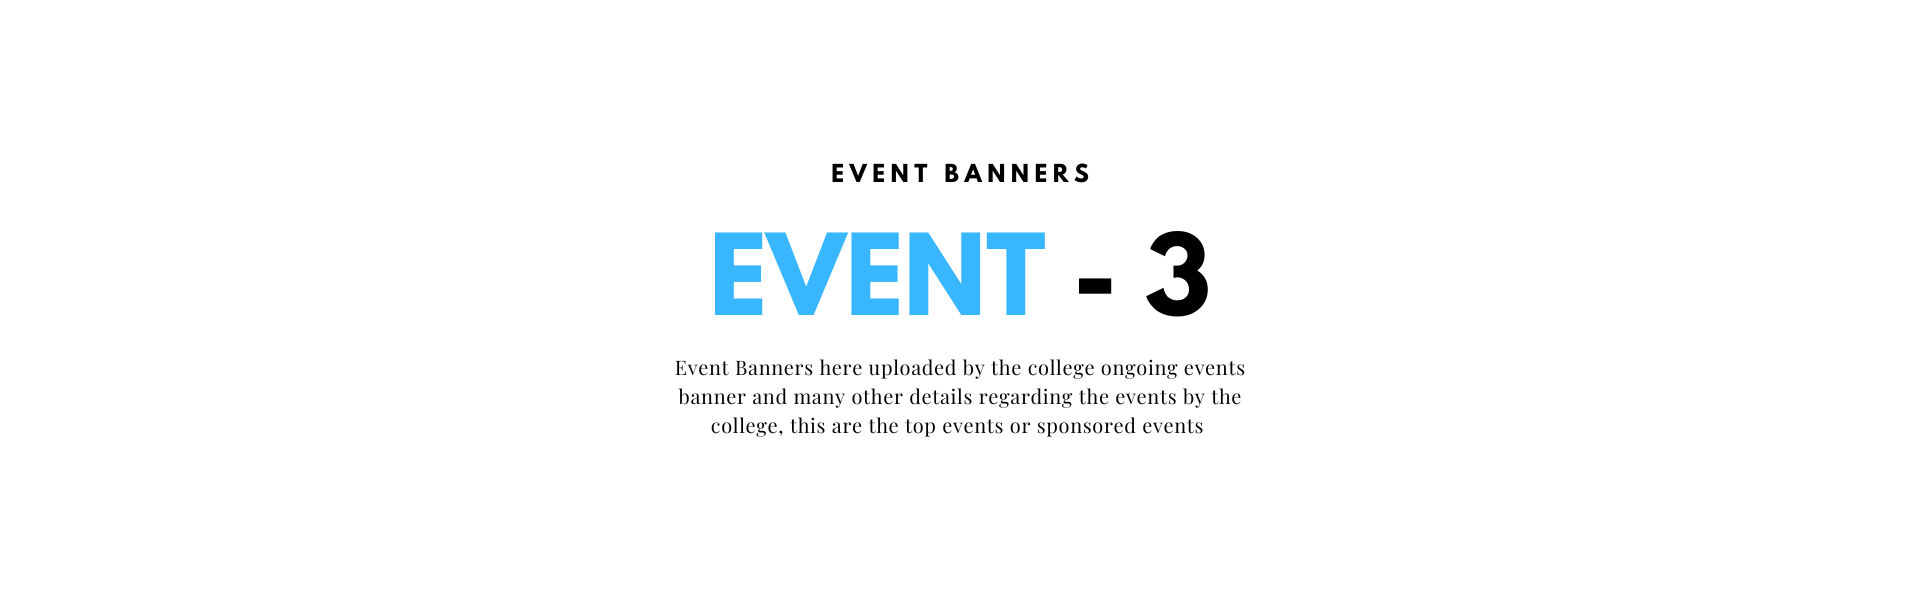 EVENT BANNERS
EVENT - 3
Event Banners here uploaded by the college ongoing events
banner and many other details regarding the events by the
college, this are the top events or sponsored events